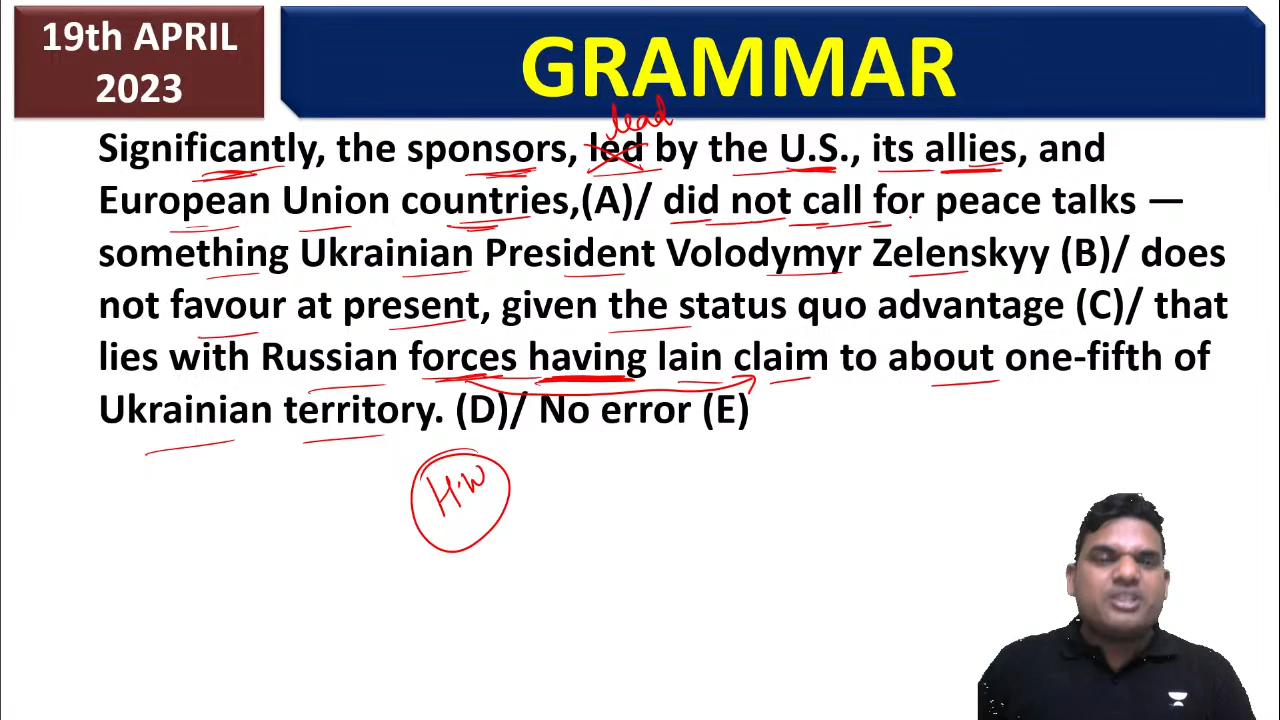 19th APRIL
2023
GRAMMAR
lead
Significantly, the sponsors, led by the U.S., its allies, and
European Union countries,(A)/ did not call for peace talks —
something Ukrainian President Volodymyr Zelenskyy (B)/ does
not favour at present, given the status quo advantage (C)/ that
lies with Russian forces having lain claim to about one-fifth of
Ukrainian territory. (D)/ No error (E)
H.W